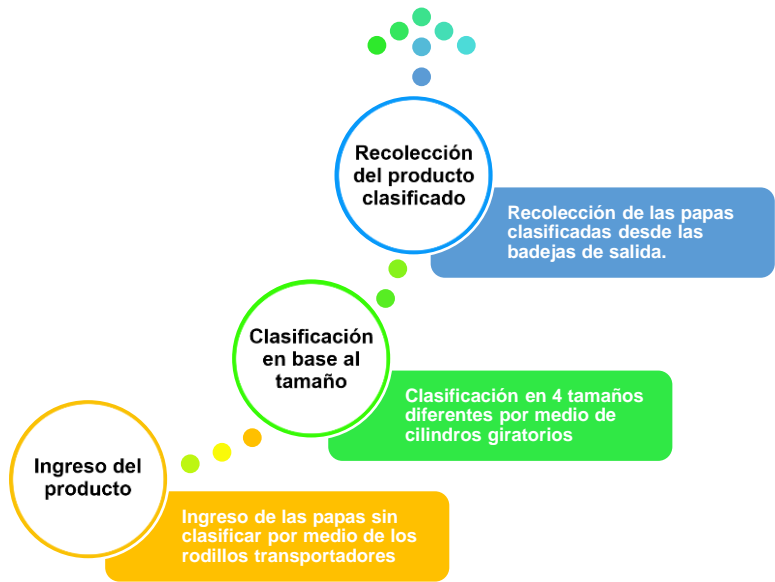 Recolección
del producto
clasificado
Recolección de las papas
clasificadas desde las
badejas de salida.
Clasificación
en base al
tamaño
Clasificación en 4 tamaños
diferentes por medio de
cilindros giratorios
Ingreso del
producto
Ingreso de las papas sin
clasificar por medio de los
rodillos transportadores